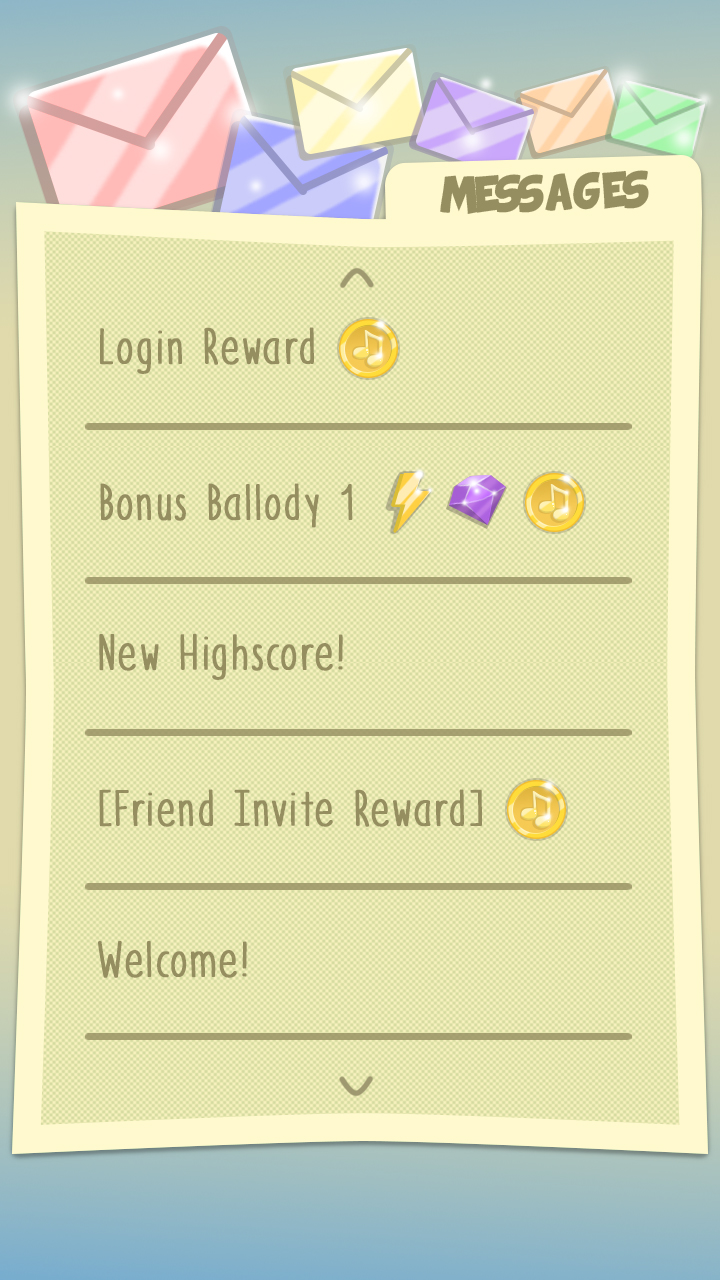 MESSAGES
Login Reward
Bonus Ballody 1
New Highscore!
[Friend Invite Reward]
Welcome!